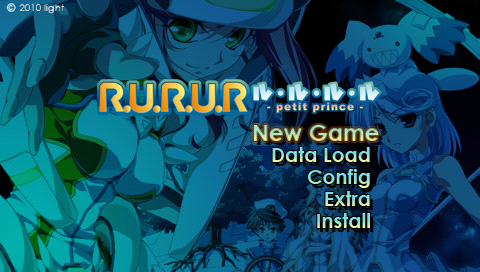 © 2010 light
R.U.R.U.R ル・ル・ル・ル
- petit prince -
New Game
Data Load
Config
Extra
Install